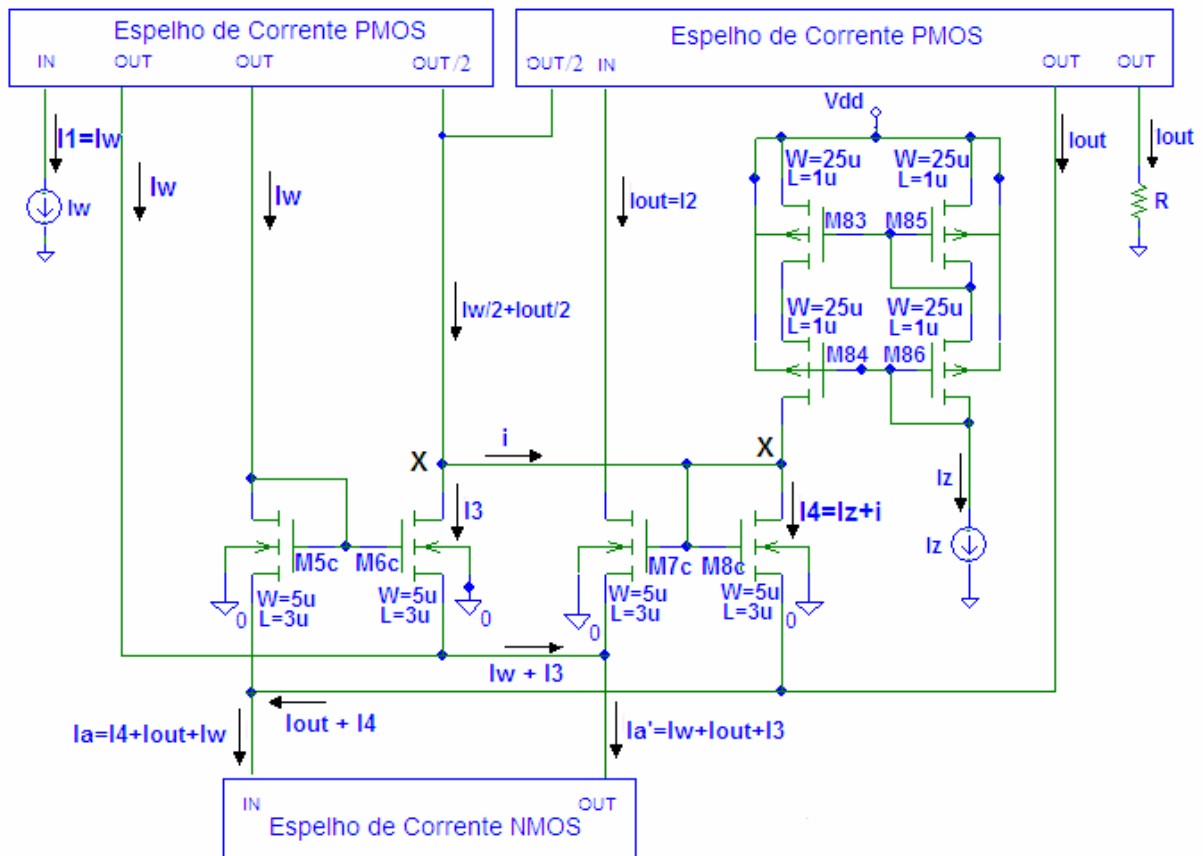 Espelho de Corrente PMOS
IN OUT OUT OUT/2
Espelho de Corrente PMOS
OUT/2 IN OUT OUT
I1=Iw
Iw
Iw
Iw
Iw/2+Iout/2
Iout=I2
Vdd
W=25u
L=1u
W=25u
L=1u
M83 M85
W=25u
L=1u
W=25u
L=1u
M84 M86
Iout
Iout
R
X
i
X
I3
I4=Iz+i
Iz
Iz
M5c M6c
M7c M8c
W=5u
L=3u
W=5u
L=3u
W=5u
L=3u
W=5u
L=3u
0
0
0
0
Iw + I3
Iout + I4
Ia=I4+Iout+Iw
Ia'=Iw+Iout+I3
IN OUT
Espelho de Corrente NMOS